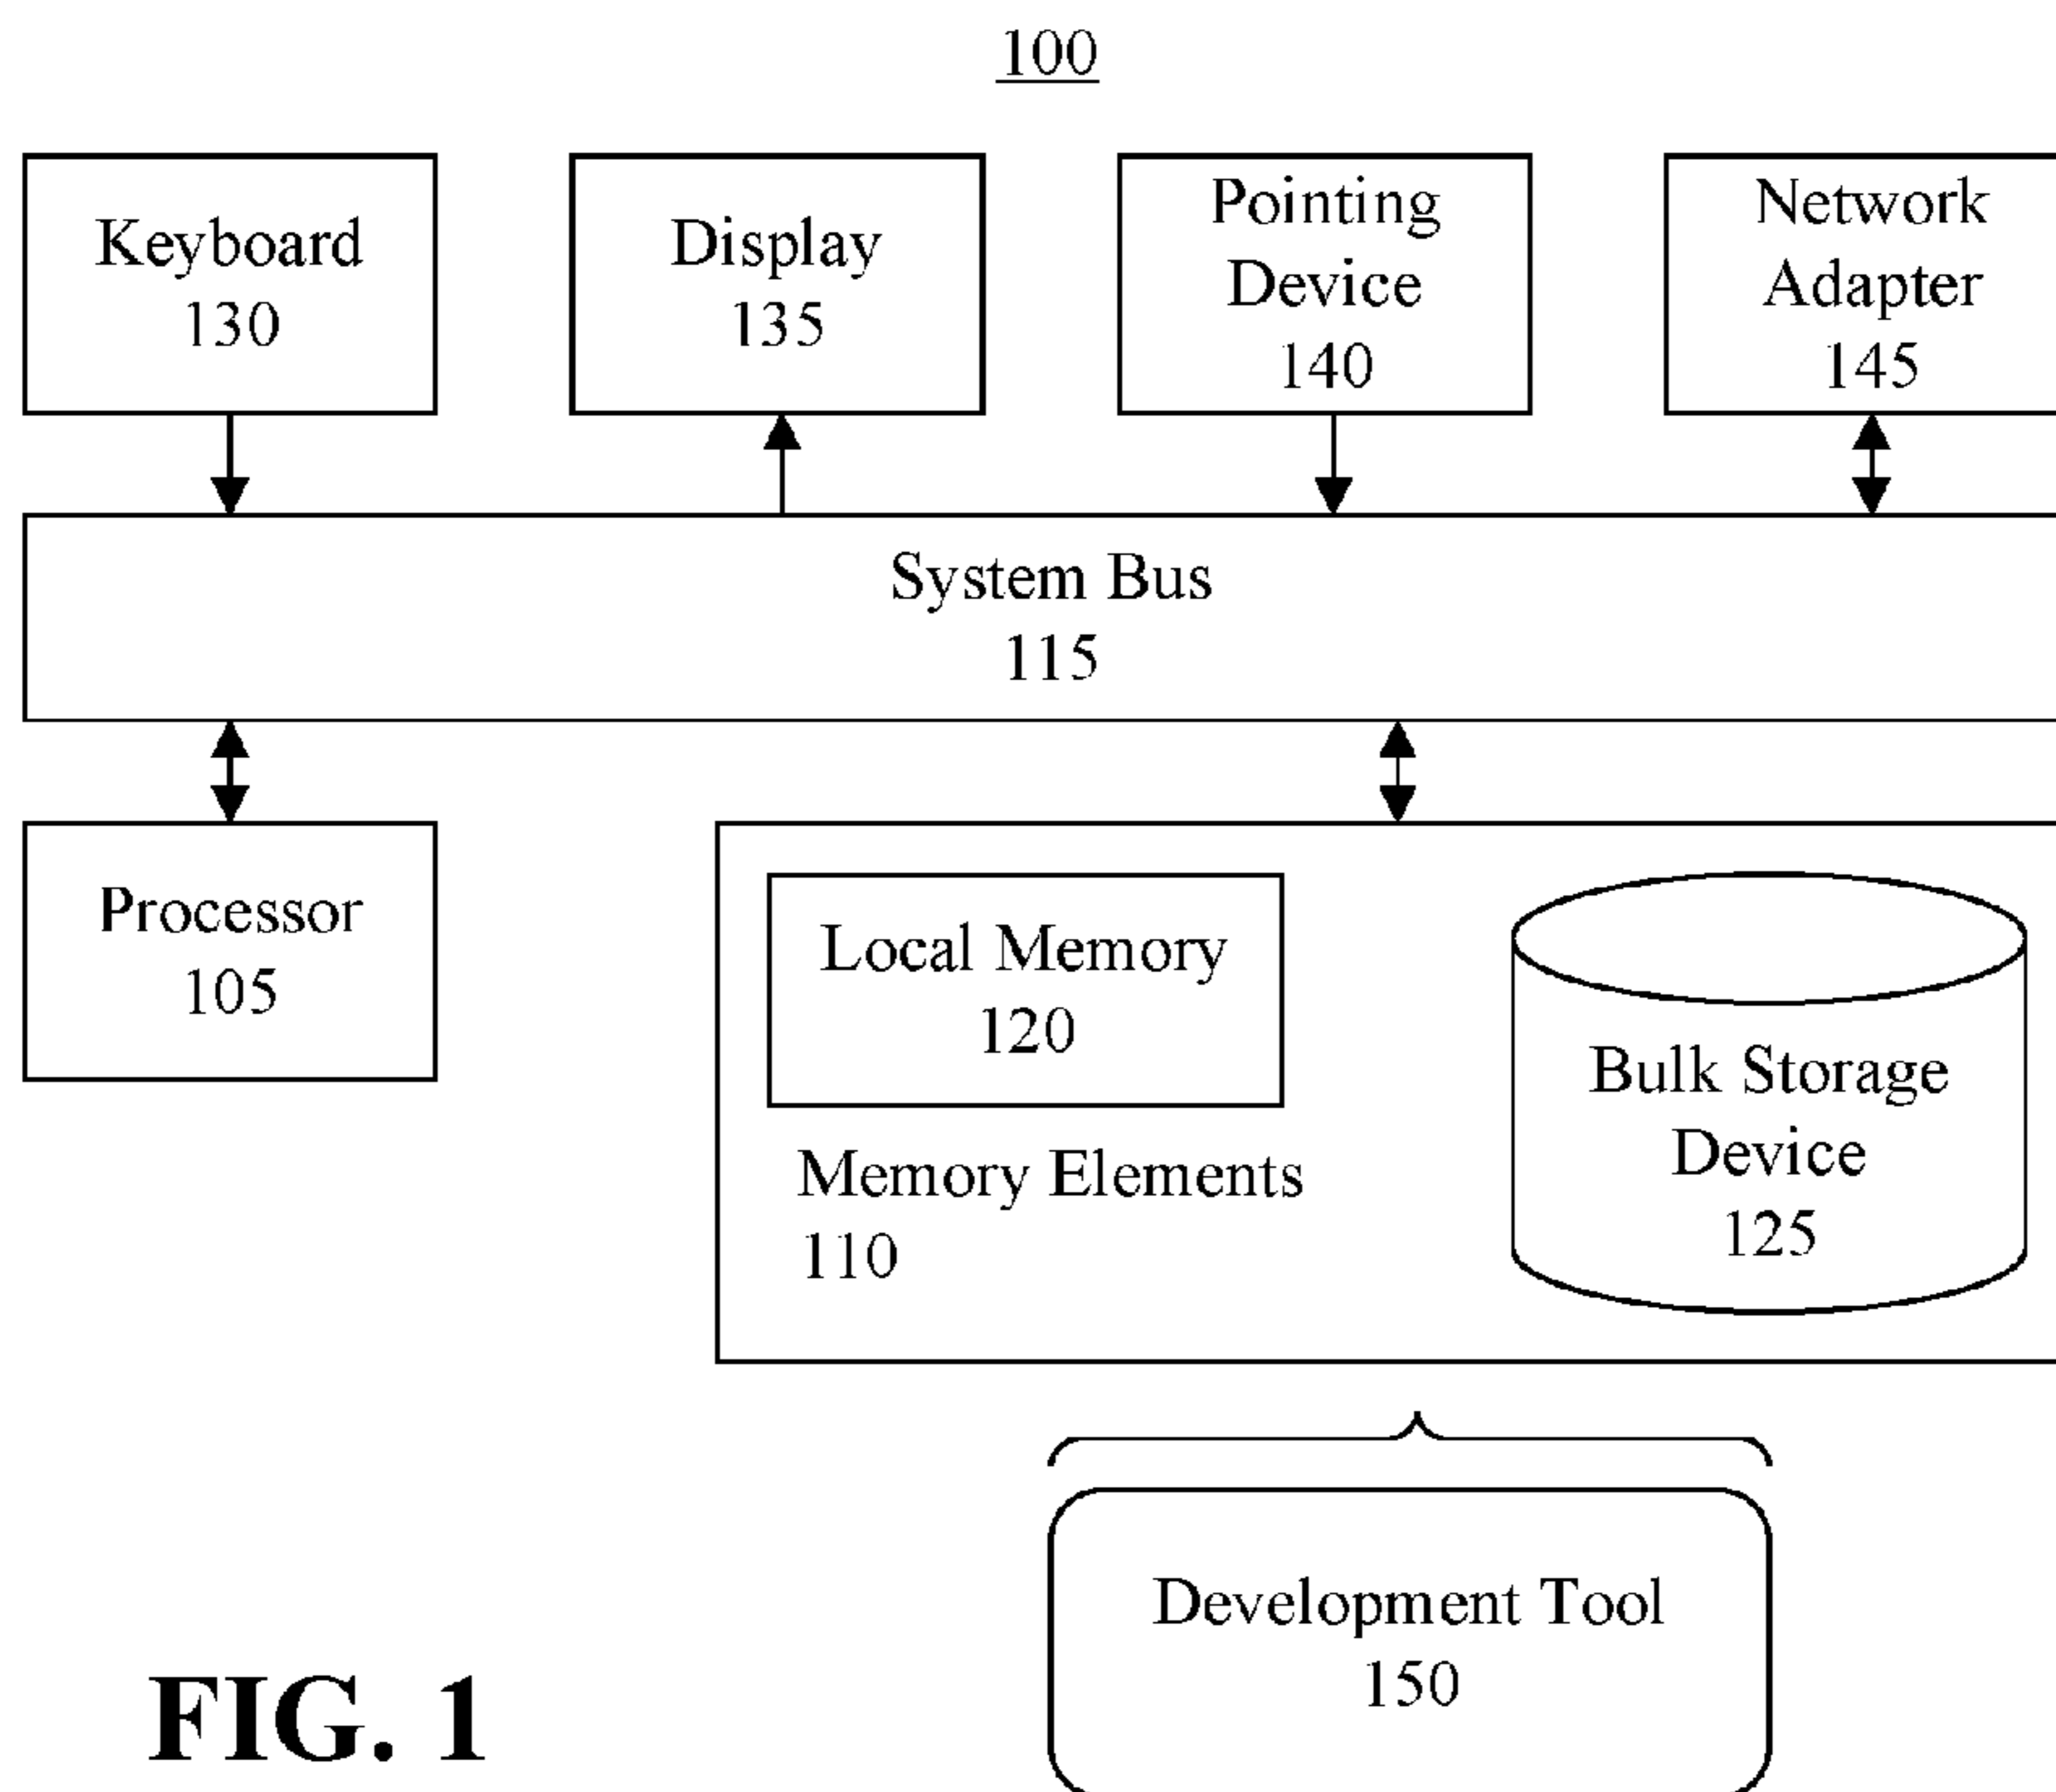 100
Keyboard
130
Display
135
Pointing
Device
140
Network
Adapter
145
System Bus
115
Processor
105
Local Memory
120
Memory Elements
110
Bulk Storage
Device
125
Development Tool
150
FIG. 1